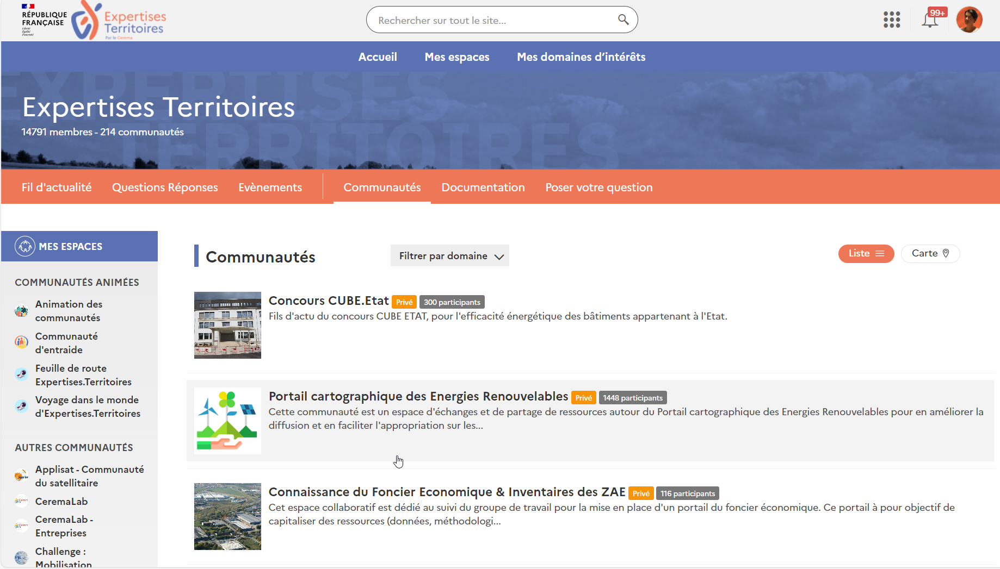 RÉPUBLIQUE
FRANÇAISE
Liberté
Égalité
Fraternité
Expertises
Territoires
Par le Cerema
Rechercher sur tout le site...
99+
Accueil
Mes espaces
Mes domaines d’intérêts
EXPERTISES
TERRITOIRES
Expertises Territoires
14791 membres - 214 communautés
Fil d'actualité
Questions Réponses
Evènements
Communautés
Documentation
Poser votre question
MES ESPACES
COMMUNAUTÉS ANIMÉES
Animation des
communautés
Communauté
d'entraide
Feuille de route
Expertises.Territoires
Voyage dans le monde
d'Expertises.Territoires
AUTRES COMMUNAUTÉS
Applisat - Communauté
du satellitaire
CeremaLab
CeremaLab -
Entreprises
Challenge :
Mobilisation
Communautés
Filtrer par domaine
Liste
Carte
Concours CUBE.Etat Privé 300 participants
Fils d'actu du concours CUBE ETAT, pour l'efficacité énergétique des bâtiments appartenant à l'Etat.
Portail cartographique des Energies Renouvelables Privé 1448 participants
Cette communauté est un espace d'échanges et de partage de ressources autour du Portail cartographique des Energies Renouvelables pour en améliorer la
diffusion et en faciliter l'appropriation sur les...
Connaissance du Foncier Economique & Inventaires des ZAE Privé 116 participants
Cet espace collaboratif est dédié au suivi du groupe de travail pour la mise en place d'un portail du foncier économique. Ce portail à pour objectif de
capitaliser des ressources (données, méthodologi...